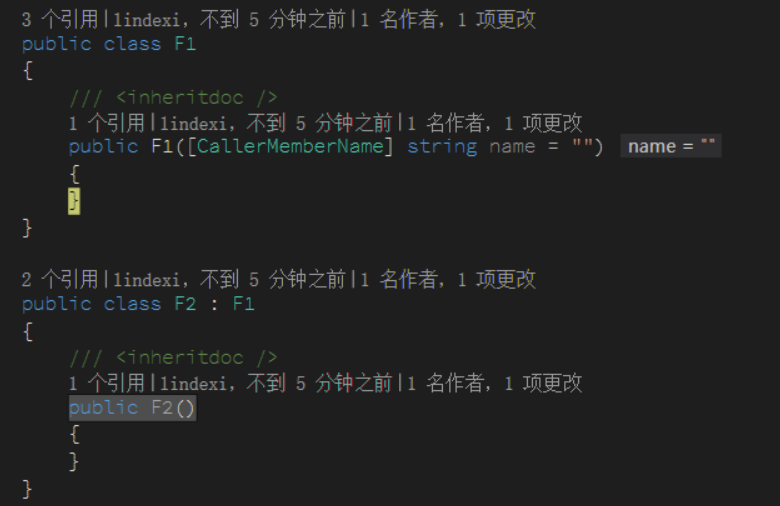 3 个引用|lindexi，不到 5 分钟之前|1 名作者，1 项更改
public class F1
{
/// <inheritdoc />
1 个引用|lindexi，不到 5 分钟之前|1 名作者，1 项更改
public F1([CallerMemberName] string name = "") name = ""
{
}
}
2 个引用|lindexi，不到 5 分钟之前|1 名作者，1 项更改
public class F2 : F1
{
/// <inheritdoc />
1 个引用|lindexi，不到 5 分钟之前|1 名作者，1 项更改
public F2()
{
}
}